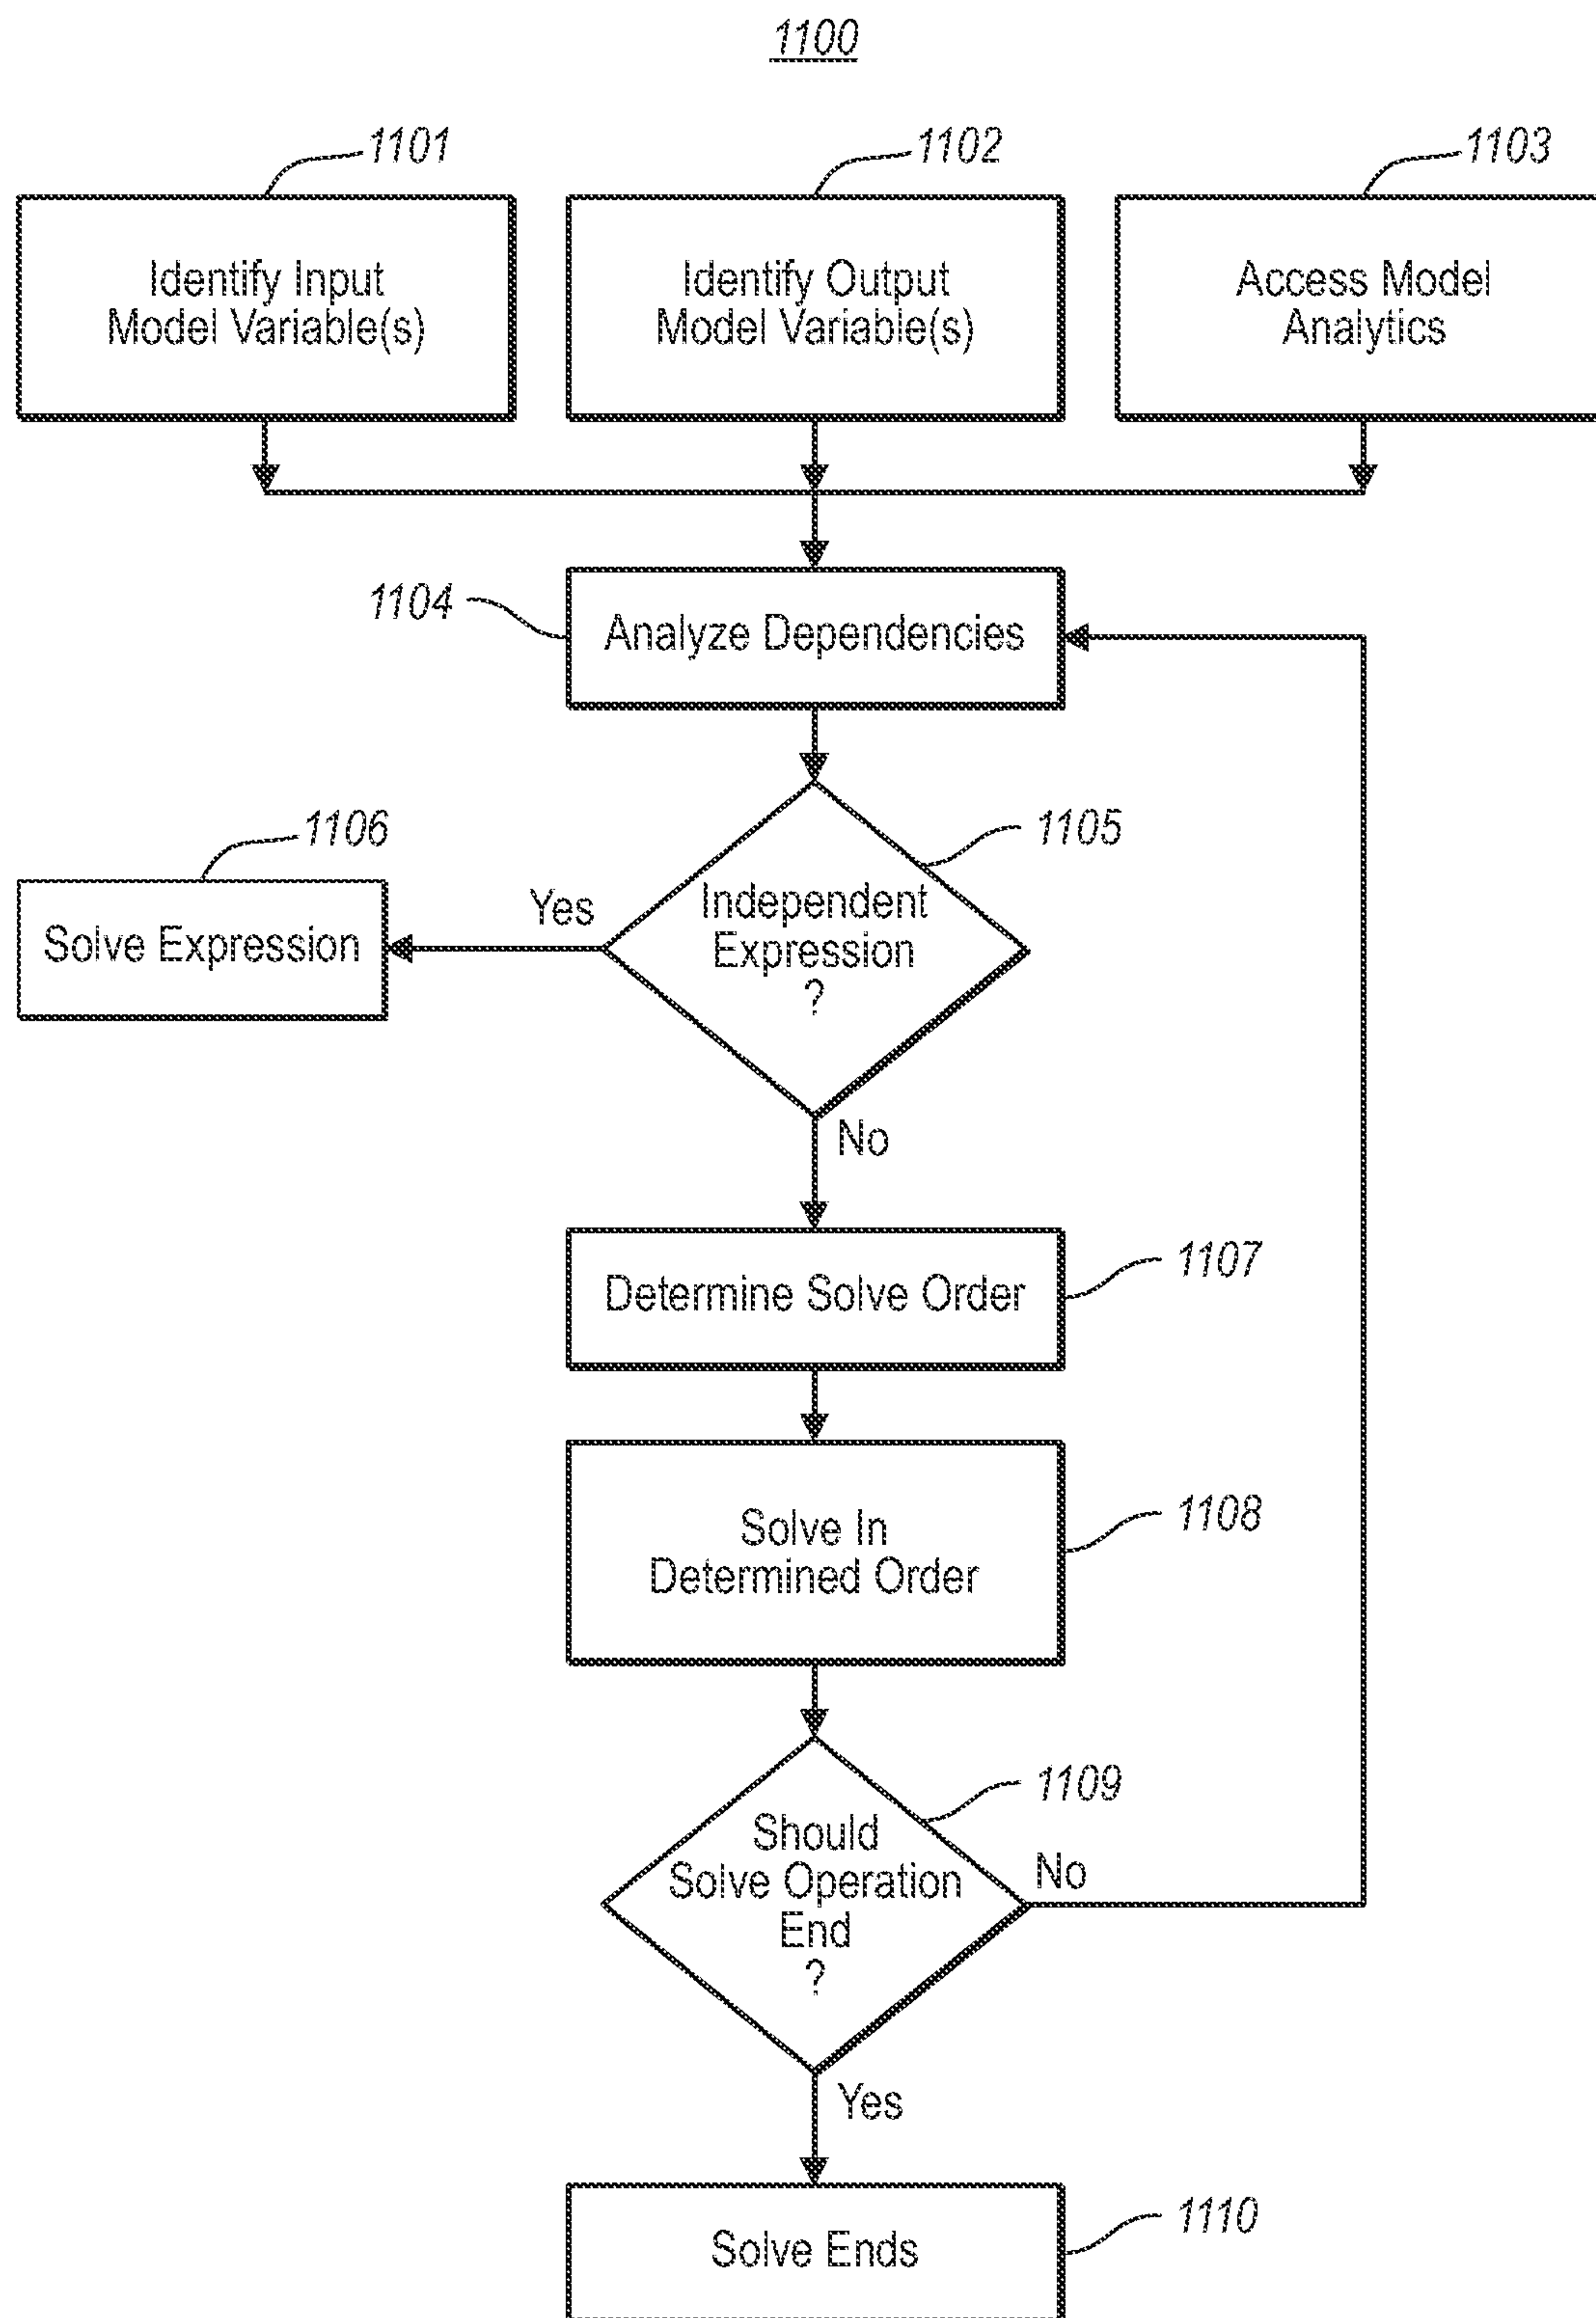 1100
1101
1102
1103
Identify Input
Model Variable(s)
Identify Output
Model Variable(s)
Access Model
Analytics
1104
Analyze Dependencies
1105
1106
Yes
Independent
Expression
?
Solve Expression
No
1107
Determine Solve Order
1108
Solve In
Determined Order
1109
Should
Solve Operation
End
?
No
Yes
1110
Solve Ends